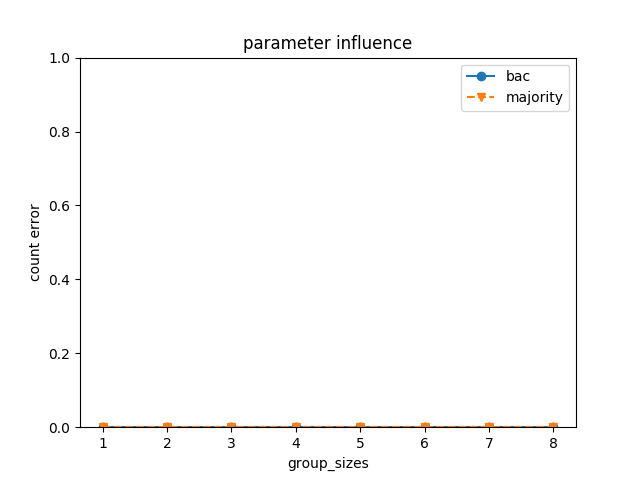 parameter influence
bac
majority
count error
1.0
0.8
0.6
0.4
0.2
0.0
1 2 3 4 5 6 7 8
group_sizes